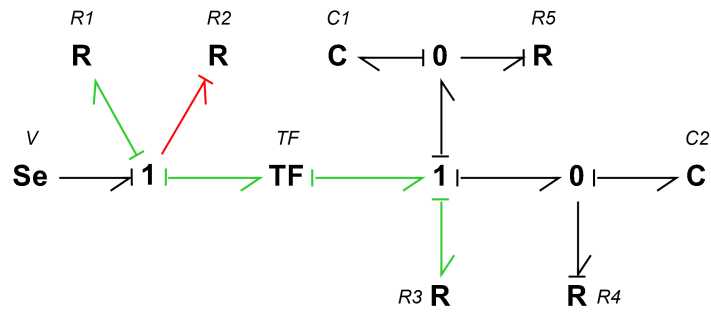 R1 R2 C1 R5
R R C 0 R
V TF C2
Se 1 TF 1 0 C
R3 R R R4